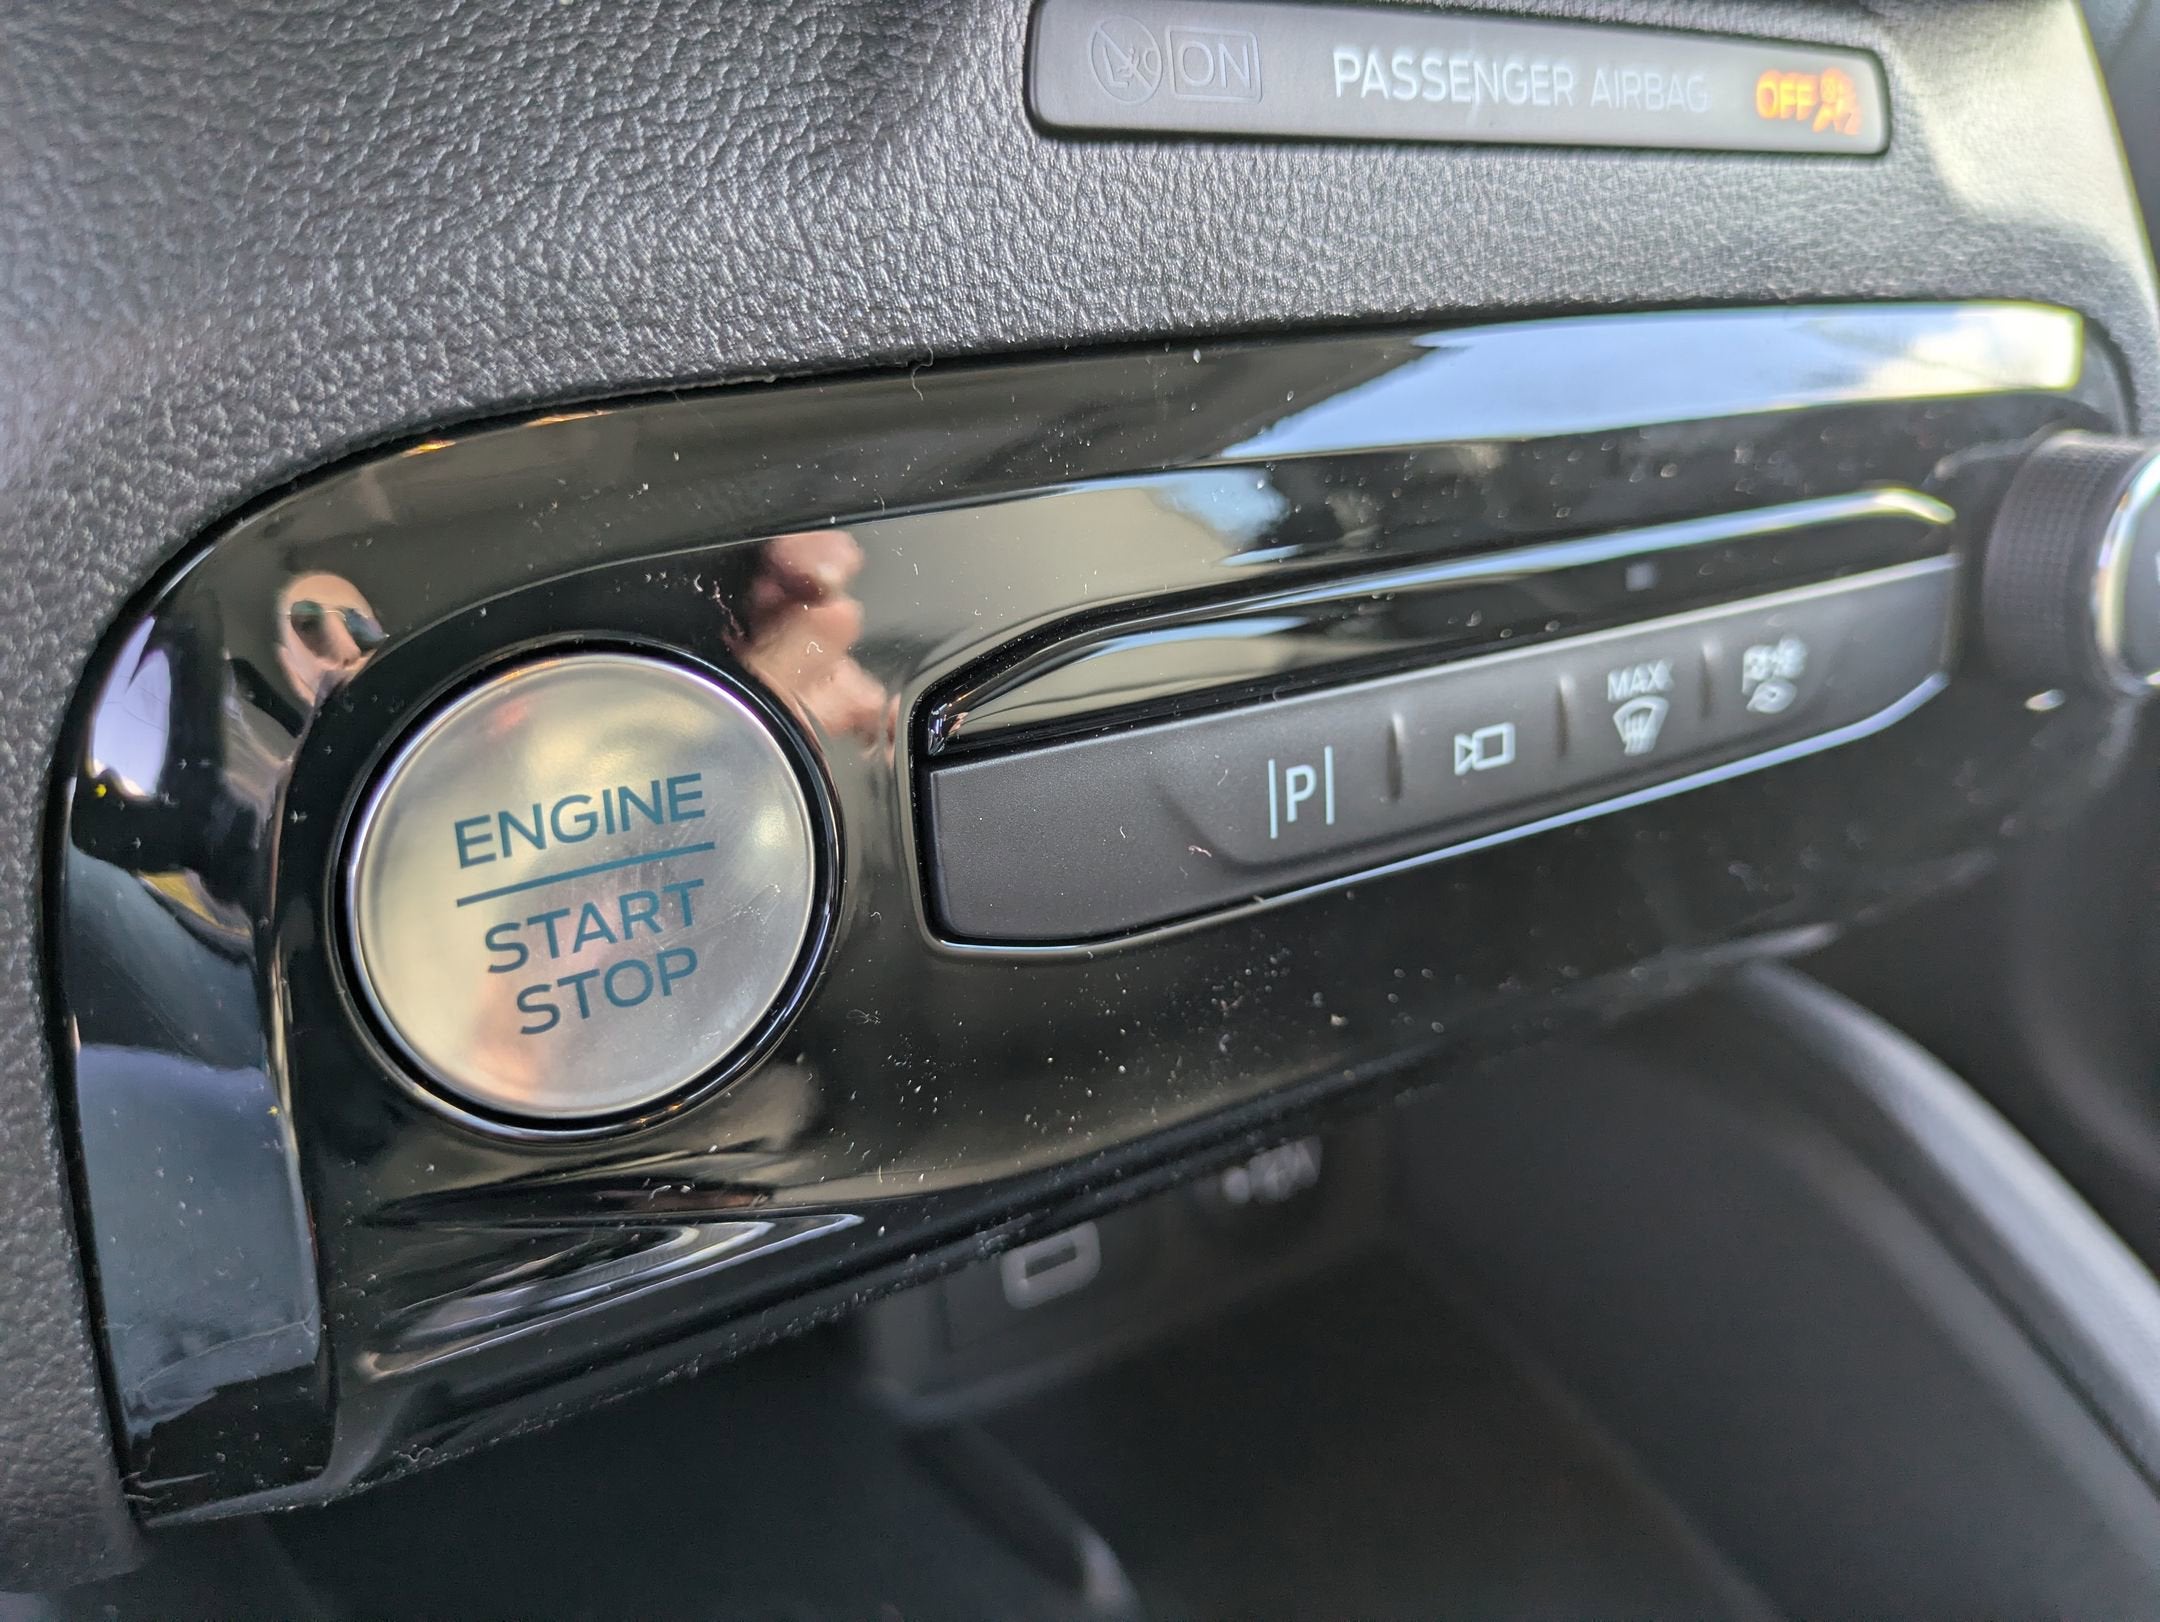 ON PASSENGER AIRBAG OFF
ENGINE
START
STOP
|P|
MAX